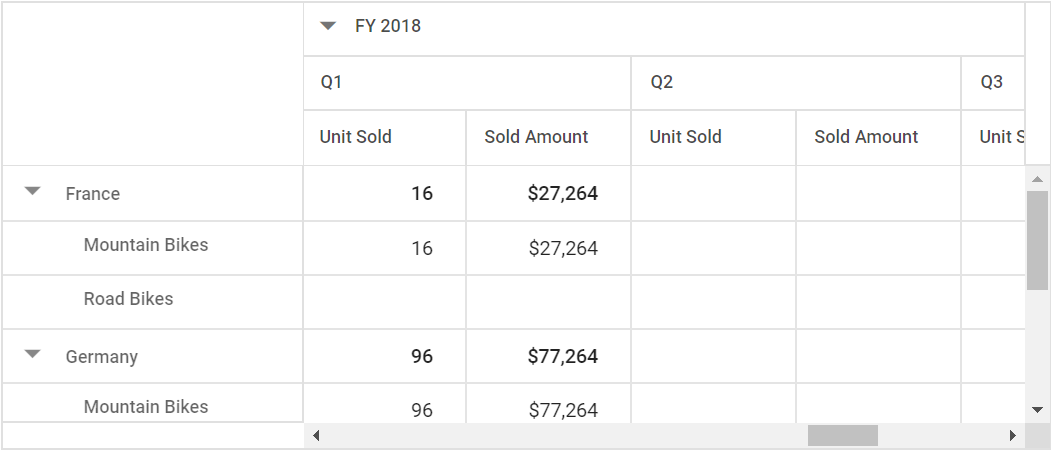 FY 2018
Q1 Q2 Q3
Unit Sold Sold Amount Unit Sold Sold Amount Unit S
France 16 $27,264
Mountain Bikes 16 $27,264
Road Bikes
Germany 96 $77,264
Mountain Bikes 96 $77,264